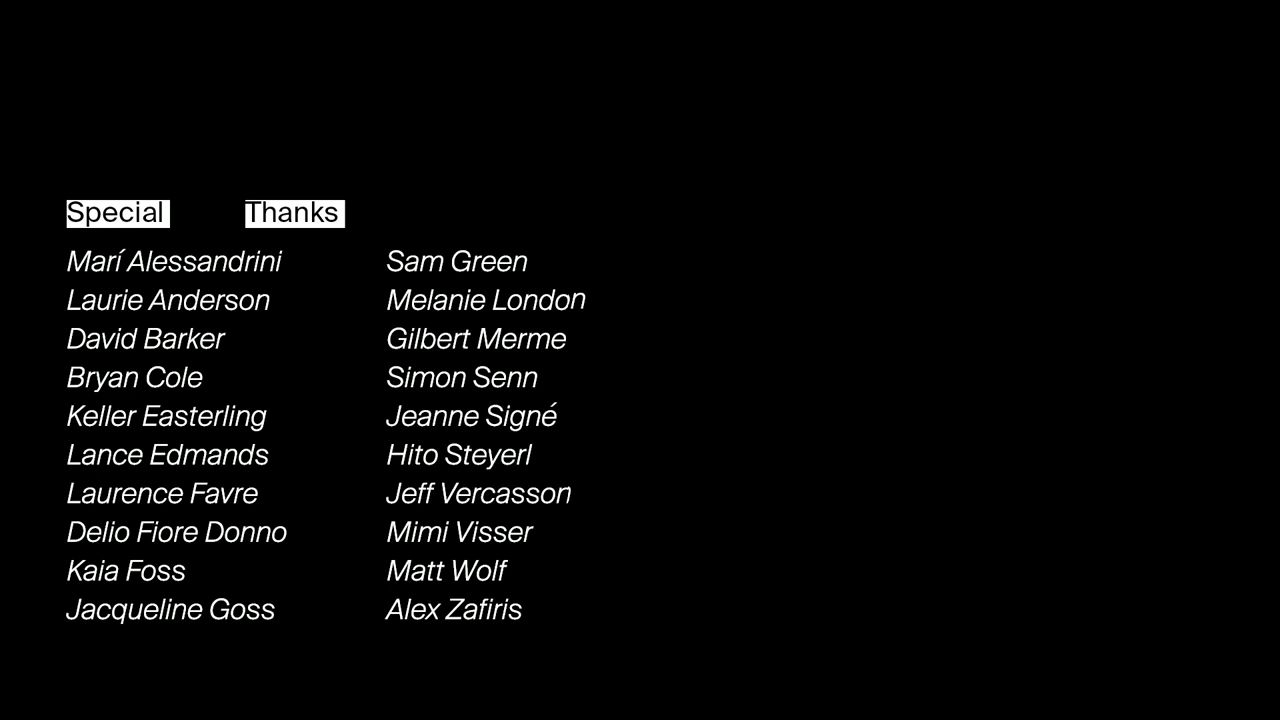 Special Thanks
Marí Alessandrini
Laurie Anderson
David Barker
Bryan Cole
Keller Easterling
Lance Edmands
Laurence Favre
Delio Fiore Donno
Kaia Foss
Jacqueline Goss
Sam Green
Melanie London
Gilbert Merme
Simon Senn
Jeanne Signé
Hito Steyerl
Jeff Vercasson
Mimi Visser
Matt Wolf
Alex Zafiris